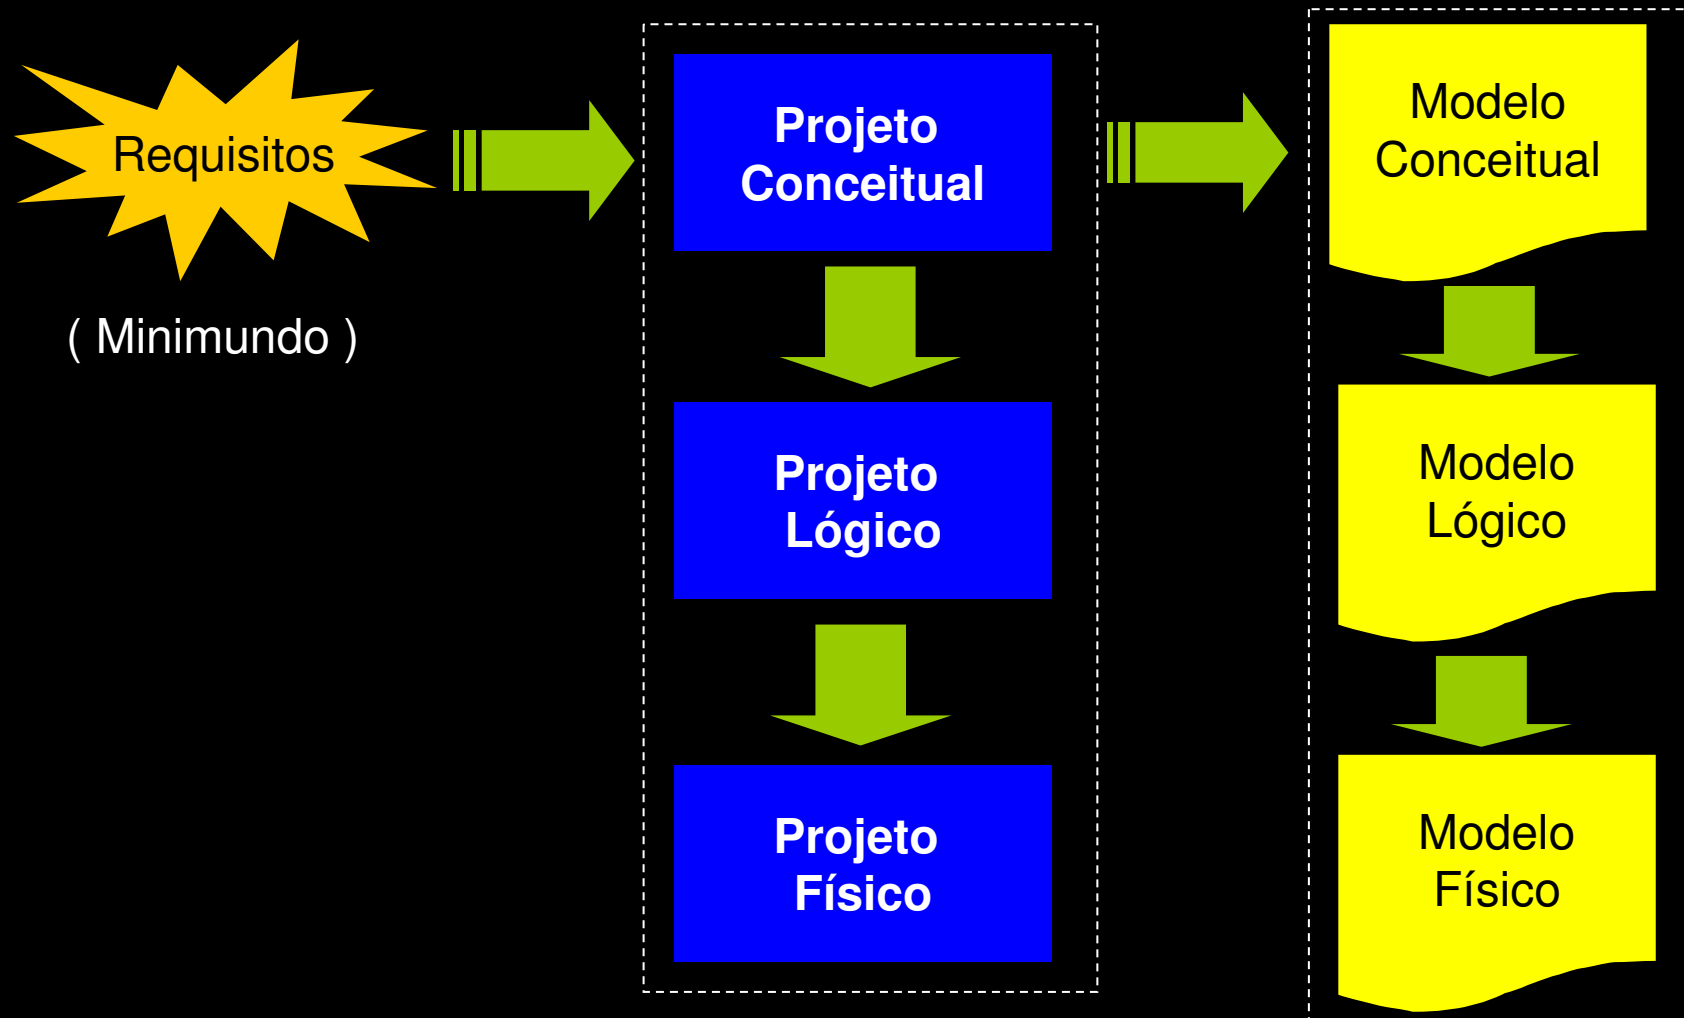 Requisitos
( Minimundo )
Projeto
Conceitual
Projeto
Lógico
Projeto
Físico
Modelo
Conceitual
Modelo
Lógico
Modelo
Físico